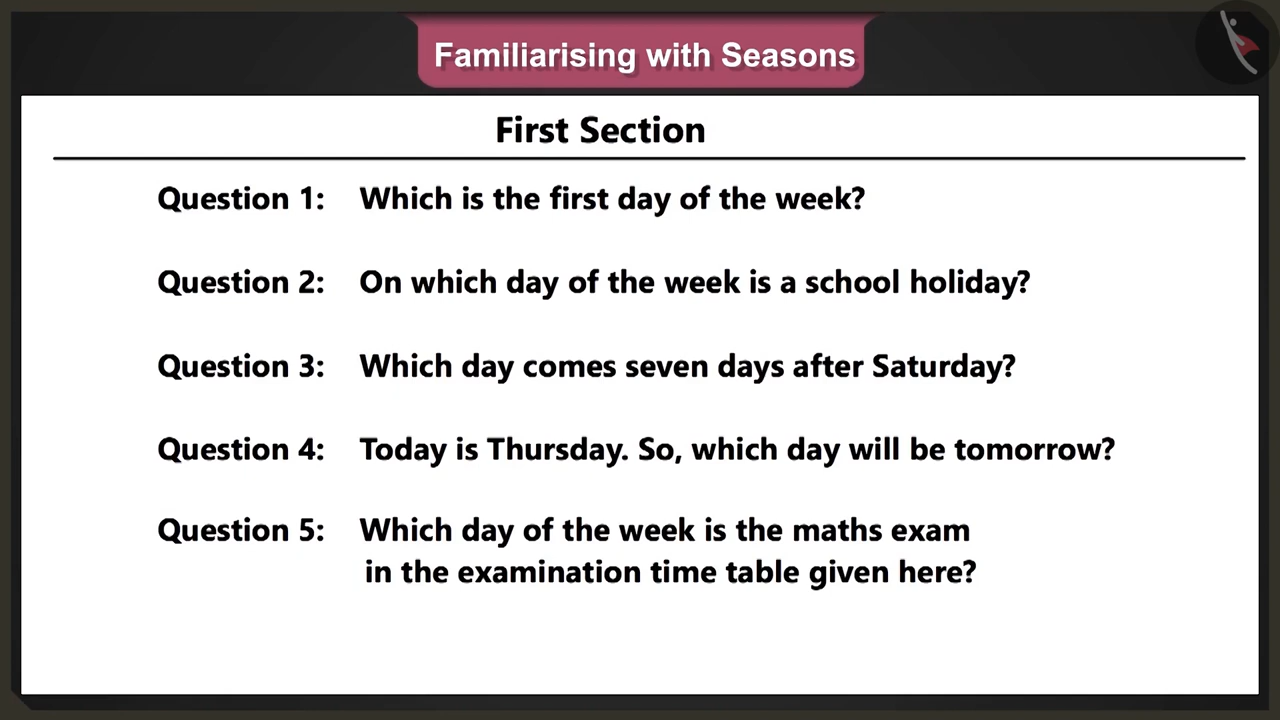 Familiarising with Seasons
First Section
Question 1: Which is the first day of the week?
Question 2: On which day of the week is a school holiday?
Question 3: Which day comes seven days after Saturday?
Question 4: Today is Thursday. So, which day will be tomorrow?
Question 5: Which day of the week is the maths exam
in the examination time table given here?